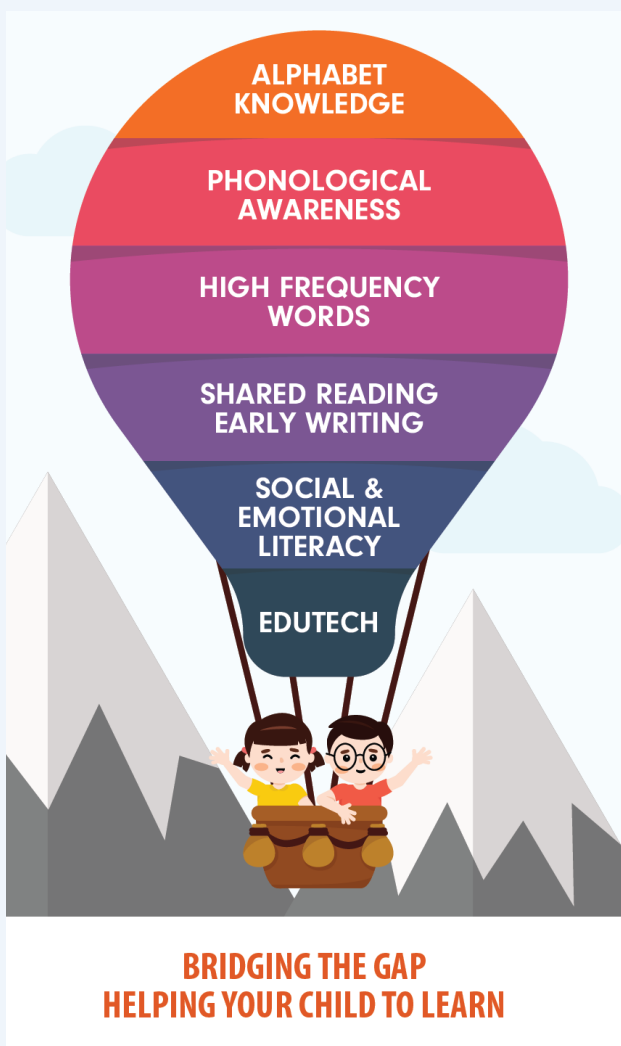 ALPHABET
KNOWLEDGE
PHONOLOGICAL
AWARENESS
HIGH FREQUENCY
WORDS
SHARED READING
EARLY WRITING
SOCIAL &
EMOTIONAL
LITERACY
EDUTECH
BRIDGING THE GAP
HELPING YOUR CHILD TO LEARN